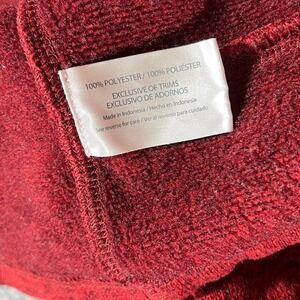 100% POLYESTER / 100% POLIÉSTER
EXCLUSIVE OF TRIMS
EXCLUSIVO DE ADORNOS
Made in Indonesia / Hecho en Indonesia
See reverse for care / Ver al reverso para cuidado